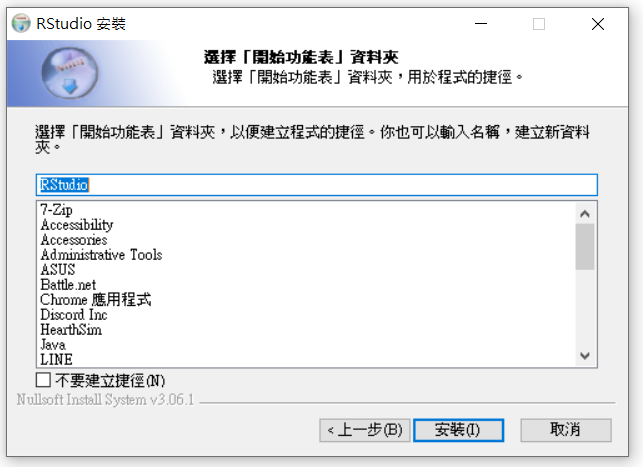 RStudio 安裝
選擇「開始功能表」資料夾
選擇「開始功能表」資料夾，用於程式的捷徑。
選擇「開始功能表」資料夾，以便建立程式的捷徑。你也可以輸入名稱，建立新資料
夾。
RStudio
7-Zip
Accessibility
Accessories
Administrative Tools
ASUS
Battle.net
Chrome 應用程式
Discord Inc
HearthSim
Java
LINE
不要建立捷徑(N)
Nullsoft Install System v3.06.1
< 上一步(B)
安裝(I)
取消